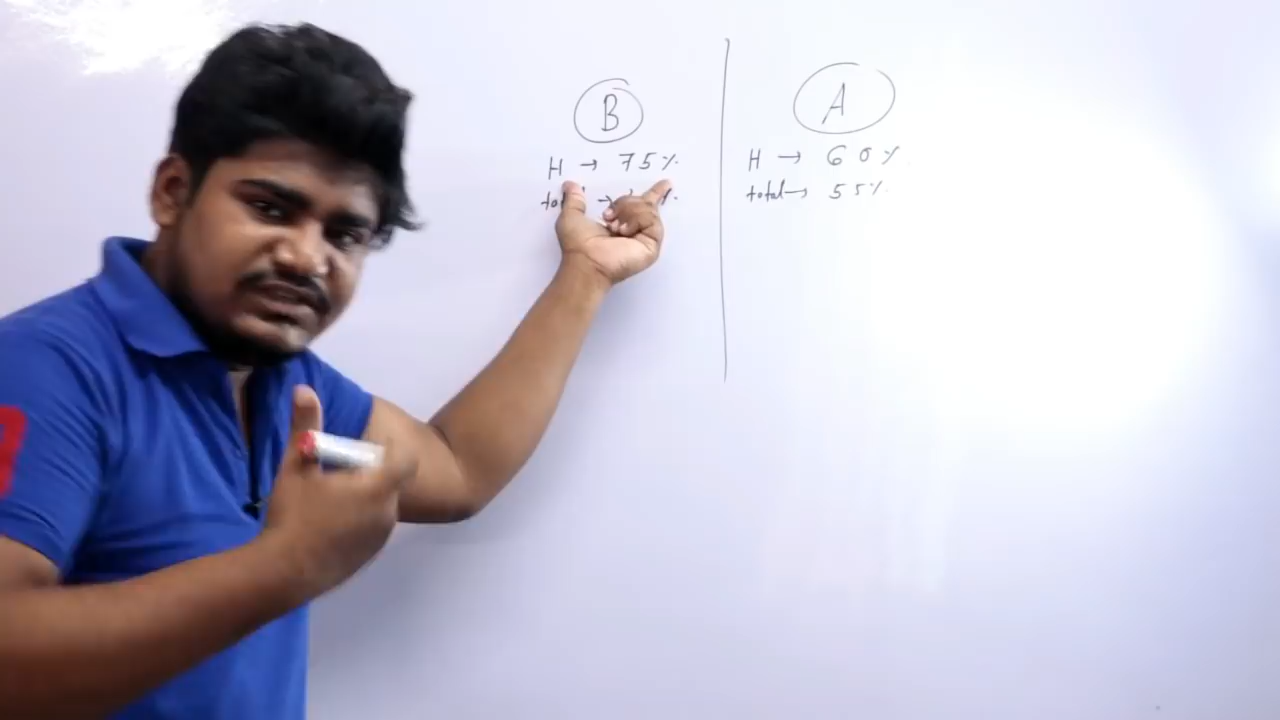 B
H → 75%
→ %.
A
H → 60%
total → 55%